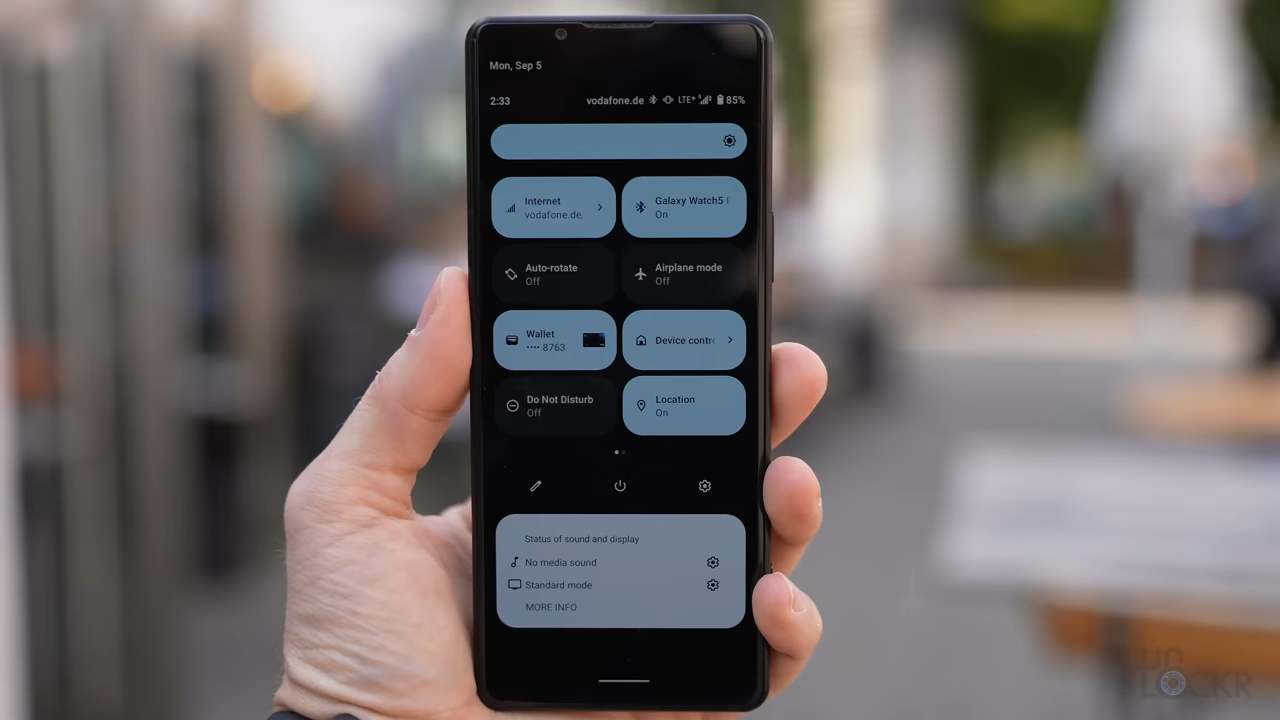 Mon, Sep 5
2:33 vodafone.de LTE+ 85%
Internet
vodafone.de
Galaxy Watch5
On
Auto-rotate
Off
Airplane mode
Off
Wallet
•••• 8763
Device contr
Do Not Disturb
Off
Location
On
Status of sound and display
No media sound
Standard mode
MORE INFO
UN
LOCKR